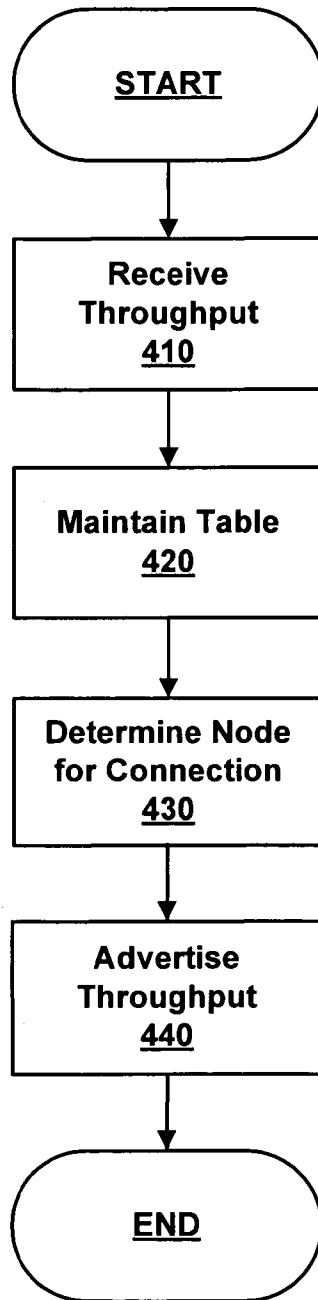 START
Receive
Throughput
410
Maintain Table
420
Determine Node
for Connection
430
Advertise
Throughput
440
END